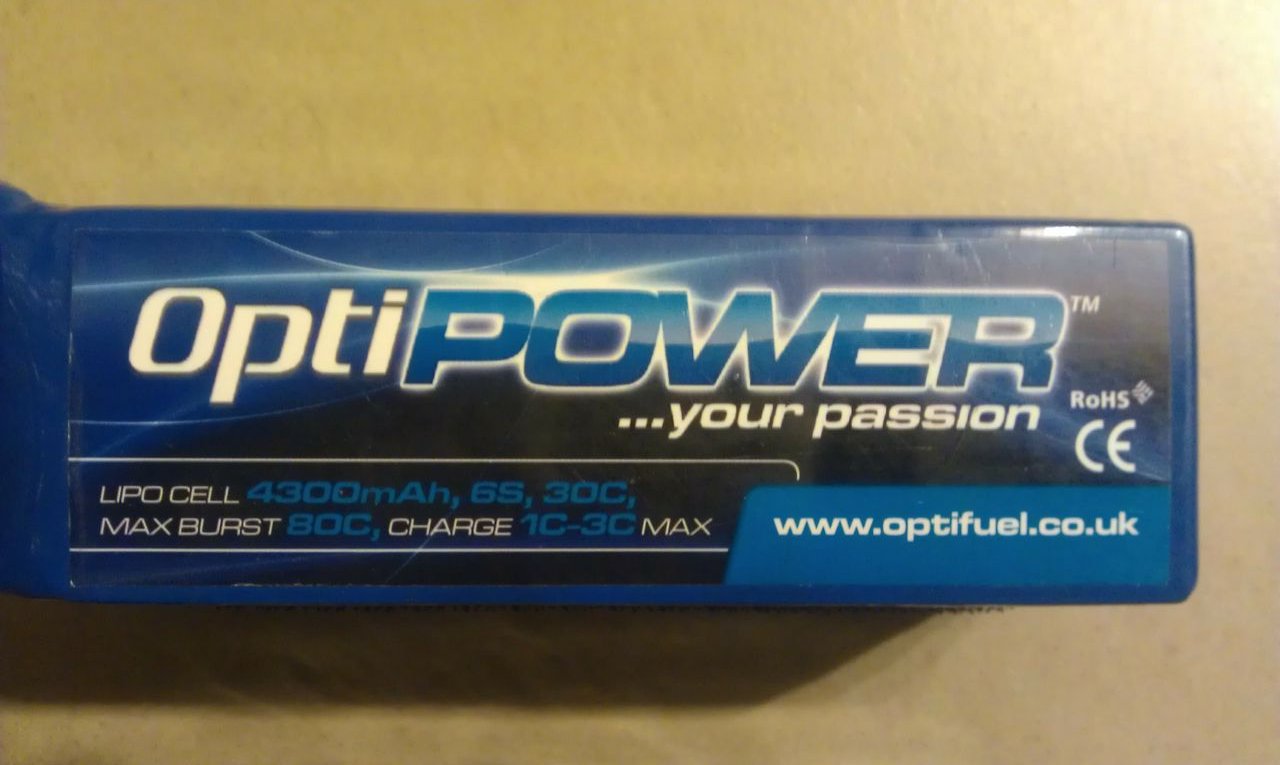 OptiPOWER™
...your passion
RoHS
CE
LIPO CELL 4300mAh, 6S, 30C,
MAX BURST 80C, CHARGE 1C-3C MAX
www.optifuel.co.uk